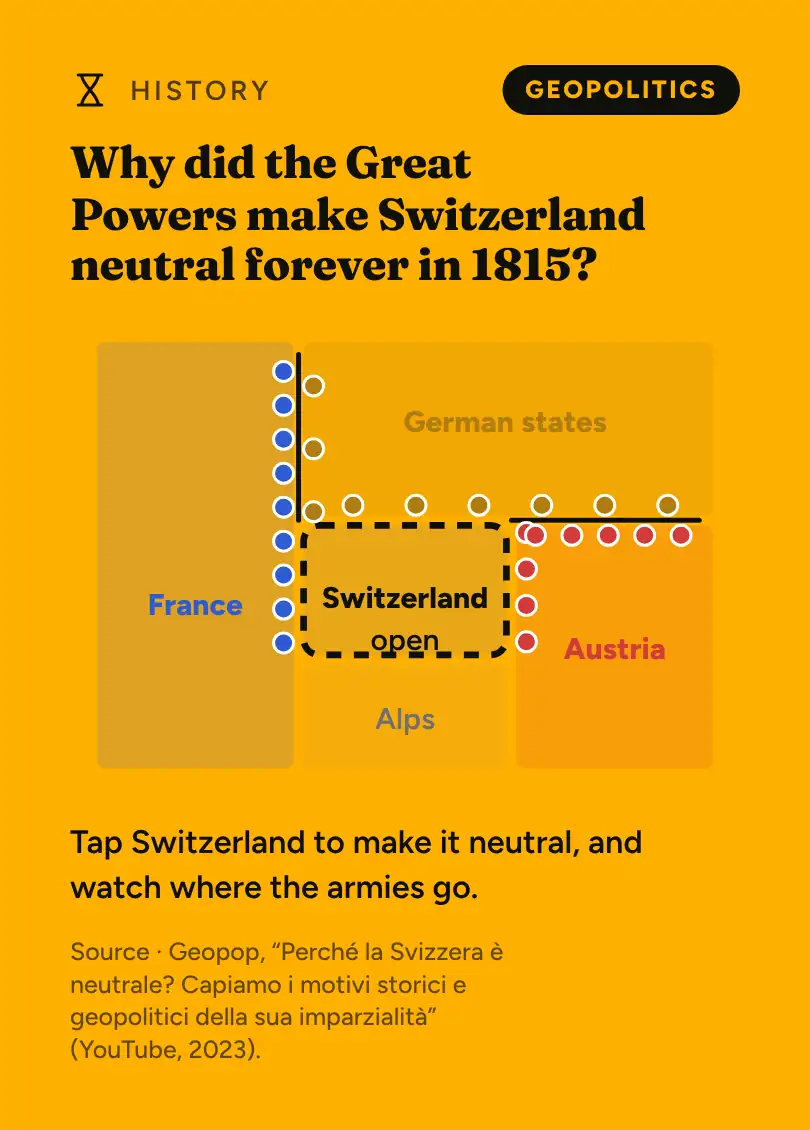 HISTORY
GEOPOLITICS
Why did the Great
Powers make Switzerland
neutral forever in 1815?
German states
France
Switzerland
open
Austria
Alps
Tap Switzerland to make it neutral, and
watch where the armies go.
Source · Geopop, “Perché la Svizzera è
neutrale? Capiamo i motivi storici e
geopolitici della sua imparzialità”
(YouTube, 2023).